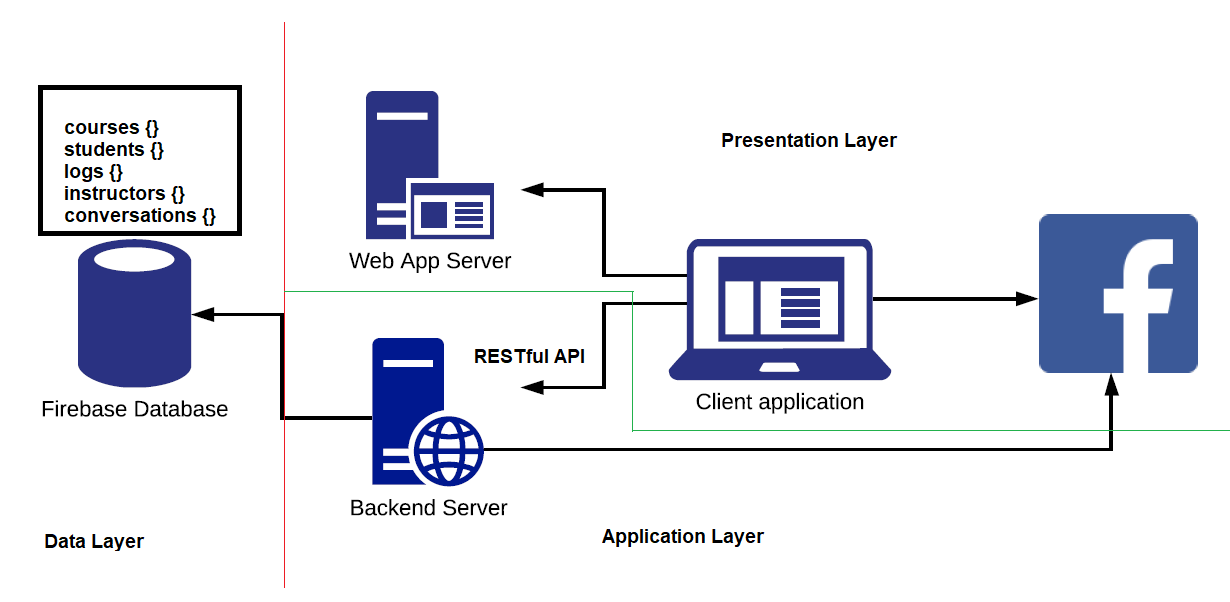 courses {}
students {}
logs {}
instructors {}
conversations {}
Firebase Database
Data Layer
Web App Server
Presentation Layer
RESTful API
Client application
Backend Server
Application Layer
f